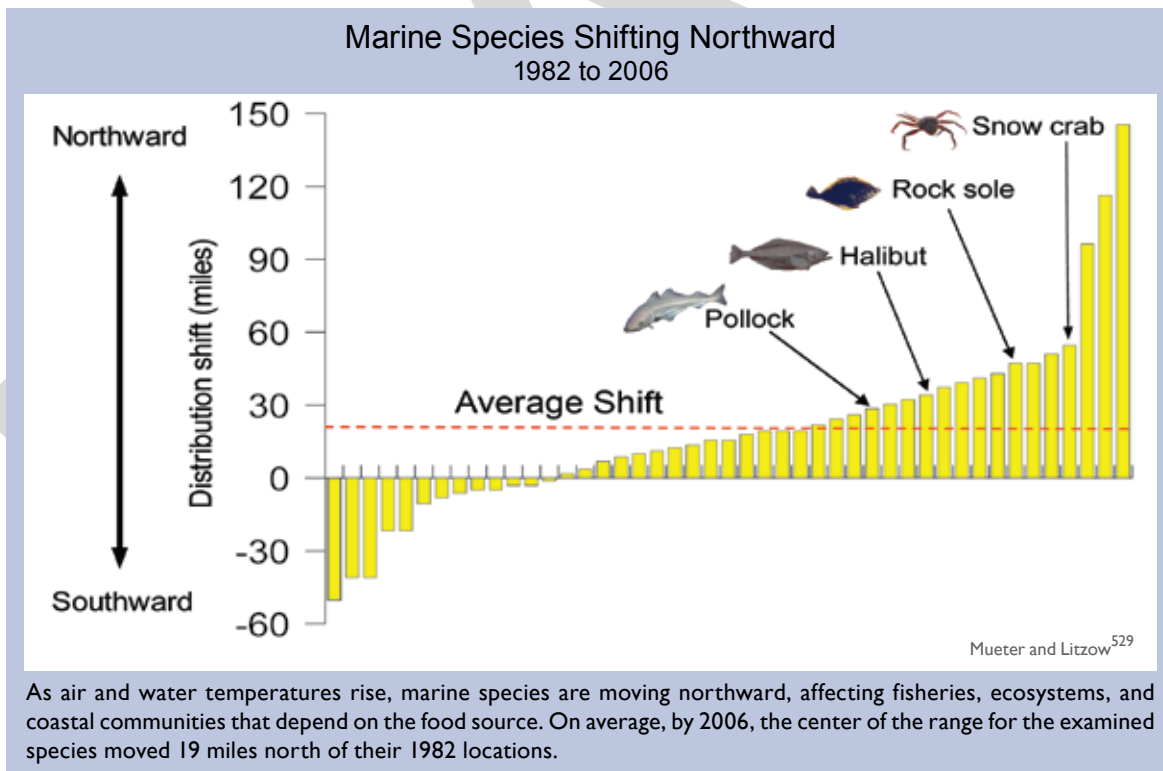 Marine Species Shifting Northward
1982 to 2006
Northward
Southward
Distribution shift (miles)
150
120
90
60
30
0
-30
-60
Average Shift
Pollock
Halibut
Rock sole
Snow crab
Mueter and Litzow529
As air and water temperatures rise, marine species are moving northward, affecting fisheries, ecosystems, and
coastal communities that depend on the food source. On average, by 2006, the center of the range for the examined
species moved 19 miles north of their 1982 locations.